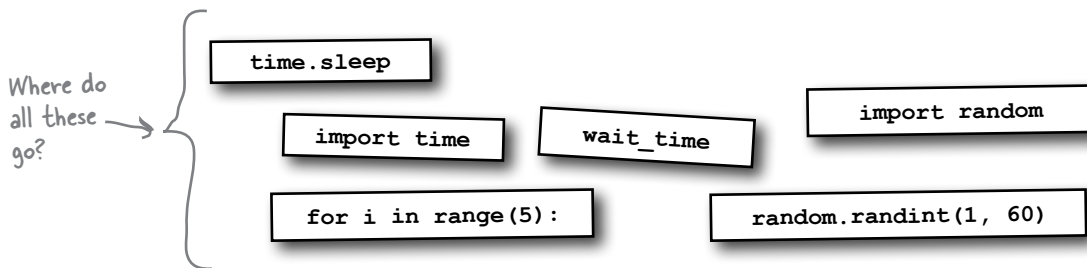 Where do
all these
go?
time.sleep
import time
wait_time
import random
for i in range(5):
random.randint(1, 60)